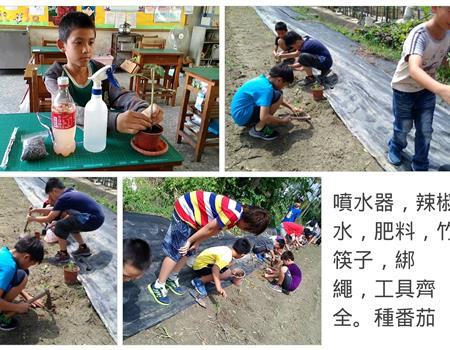 噴水器，辣椒
水，肥料，竹
筷子，綁
繩，工具齊
全。種番茄